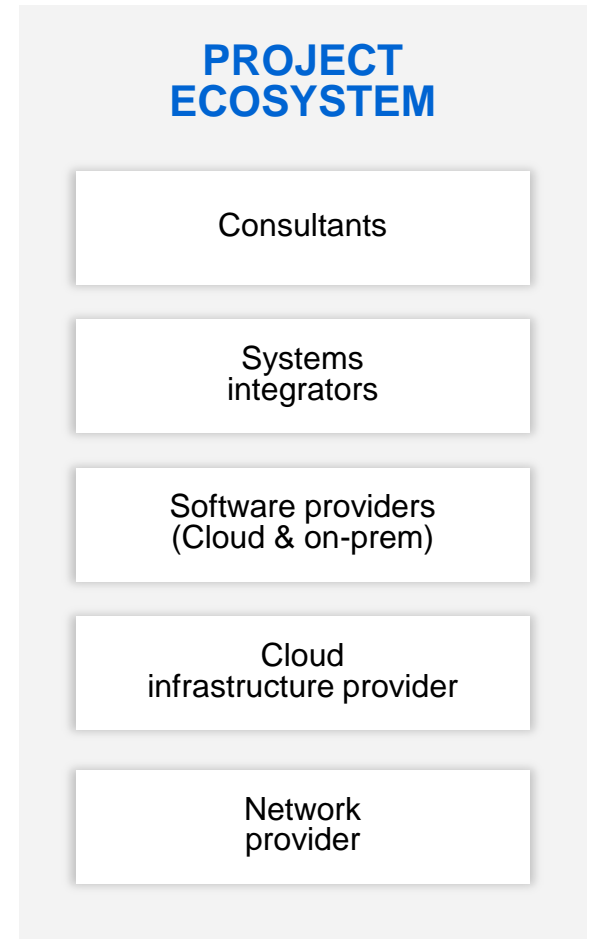 PROJECT
ECOSYSTEM
Consultants
Systems
integrators
Software providers
(Cloud & on-prem)
Cloud
infrastructure provider
Network
provider